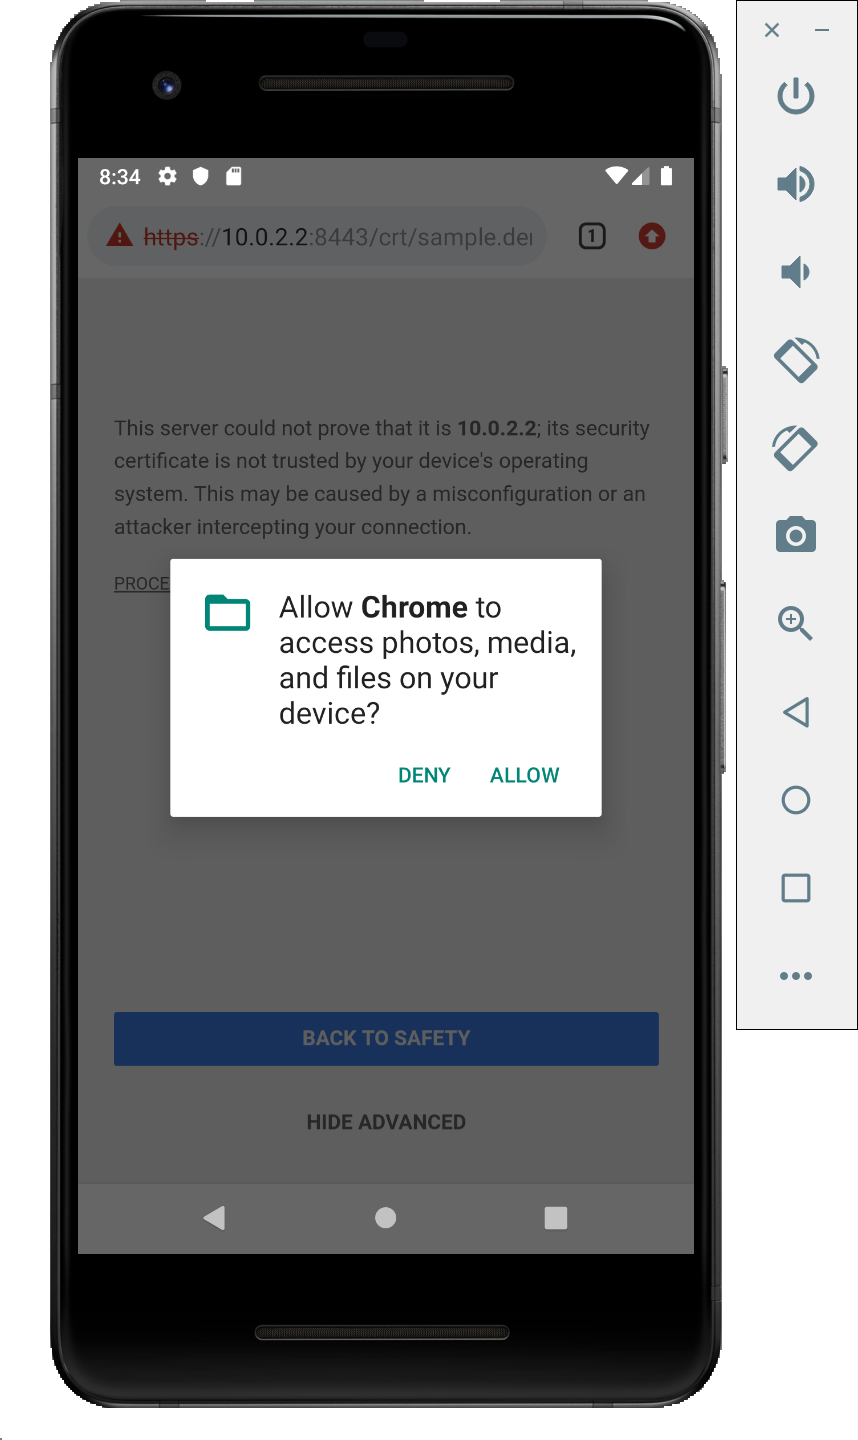 8:34
https://10.0.2.2:8443/crt/sample.der
1
This server could not prove that it is 10.0.2.2; its security
certificate is not trusted by your device's operating
system. This may be caused by a misconfiguration or an
attacker intercepting your connection.
PROCE
Allow Chrome to
access photos, media,
and files on your
device?
DENY ALLOW
BACK TO SAFETY
HIDE ADVANCED